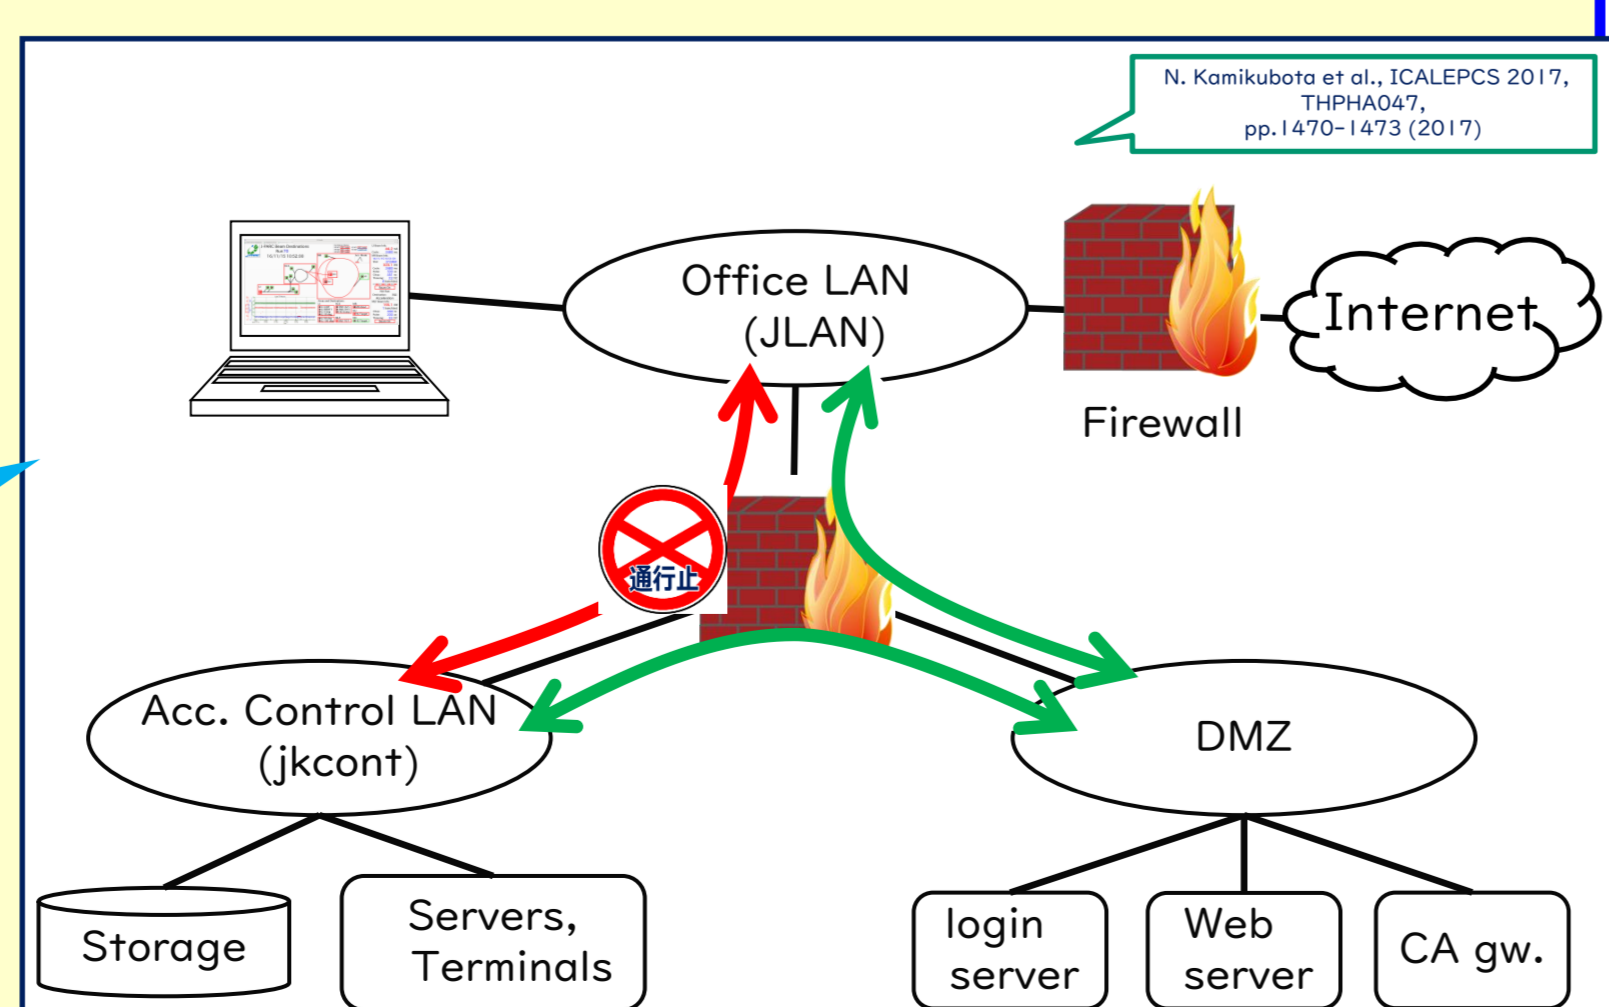 N. Kamikubota et al., ICALEPCS 2017,
THPHA047,
pp.1470-1473 (2017)
Office LAN
(JLAN)
Internet
Firewall
通行止
Acc. Control LAN
(jkcont)
DMZ
Storage
Servers,
Terminals
login
server
Web
server
CA gw.